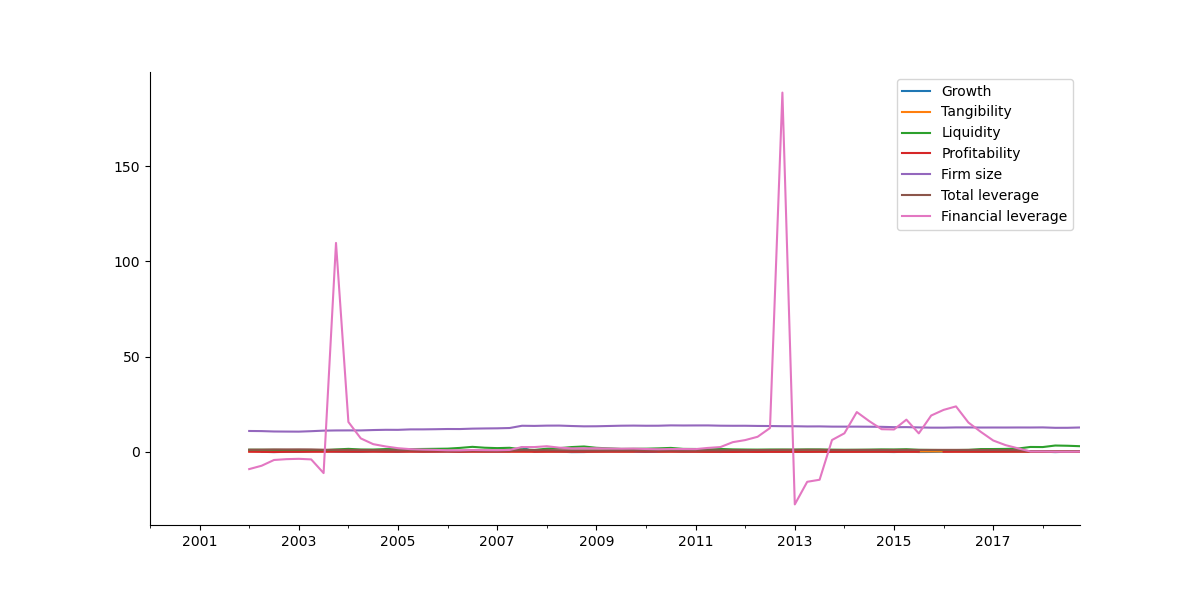 Growth
Tangibility
Liquidity
Profitability
Firm size
Total leverage
Financial leverage
150
100
50
0
2001 2003 2005 2007 2009 2011 2013 2015 2017